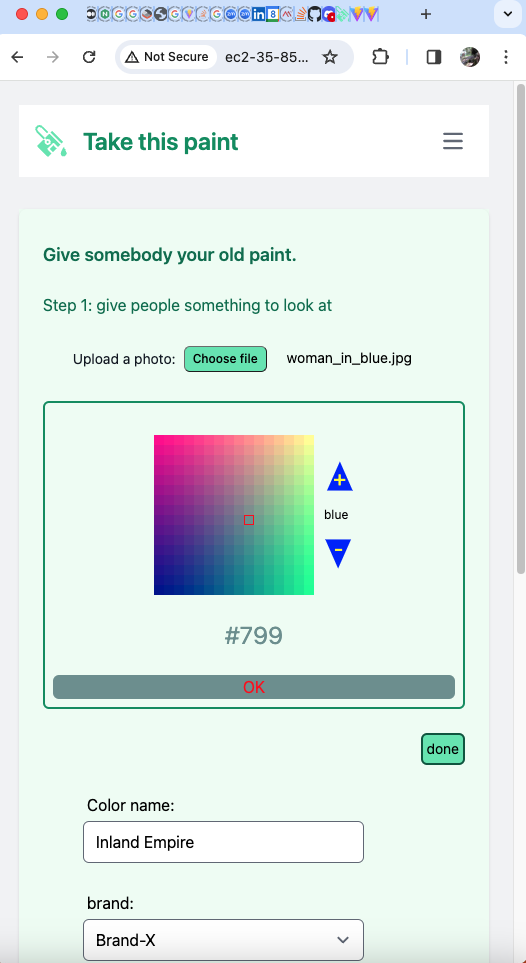 Not Secure
ec2-35-85...
Take this paint
Give somebody your old paint.
Step 1: give people something to look at
Upload a photo: Choose file woman_in_blue.jpg
+
blue
-
#799
OK
done
Color name:
Inland Empire
brand:
Brand-X